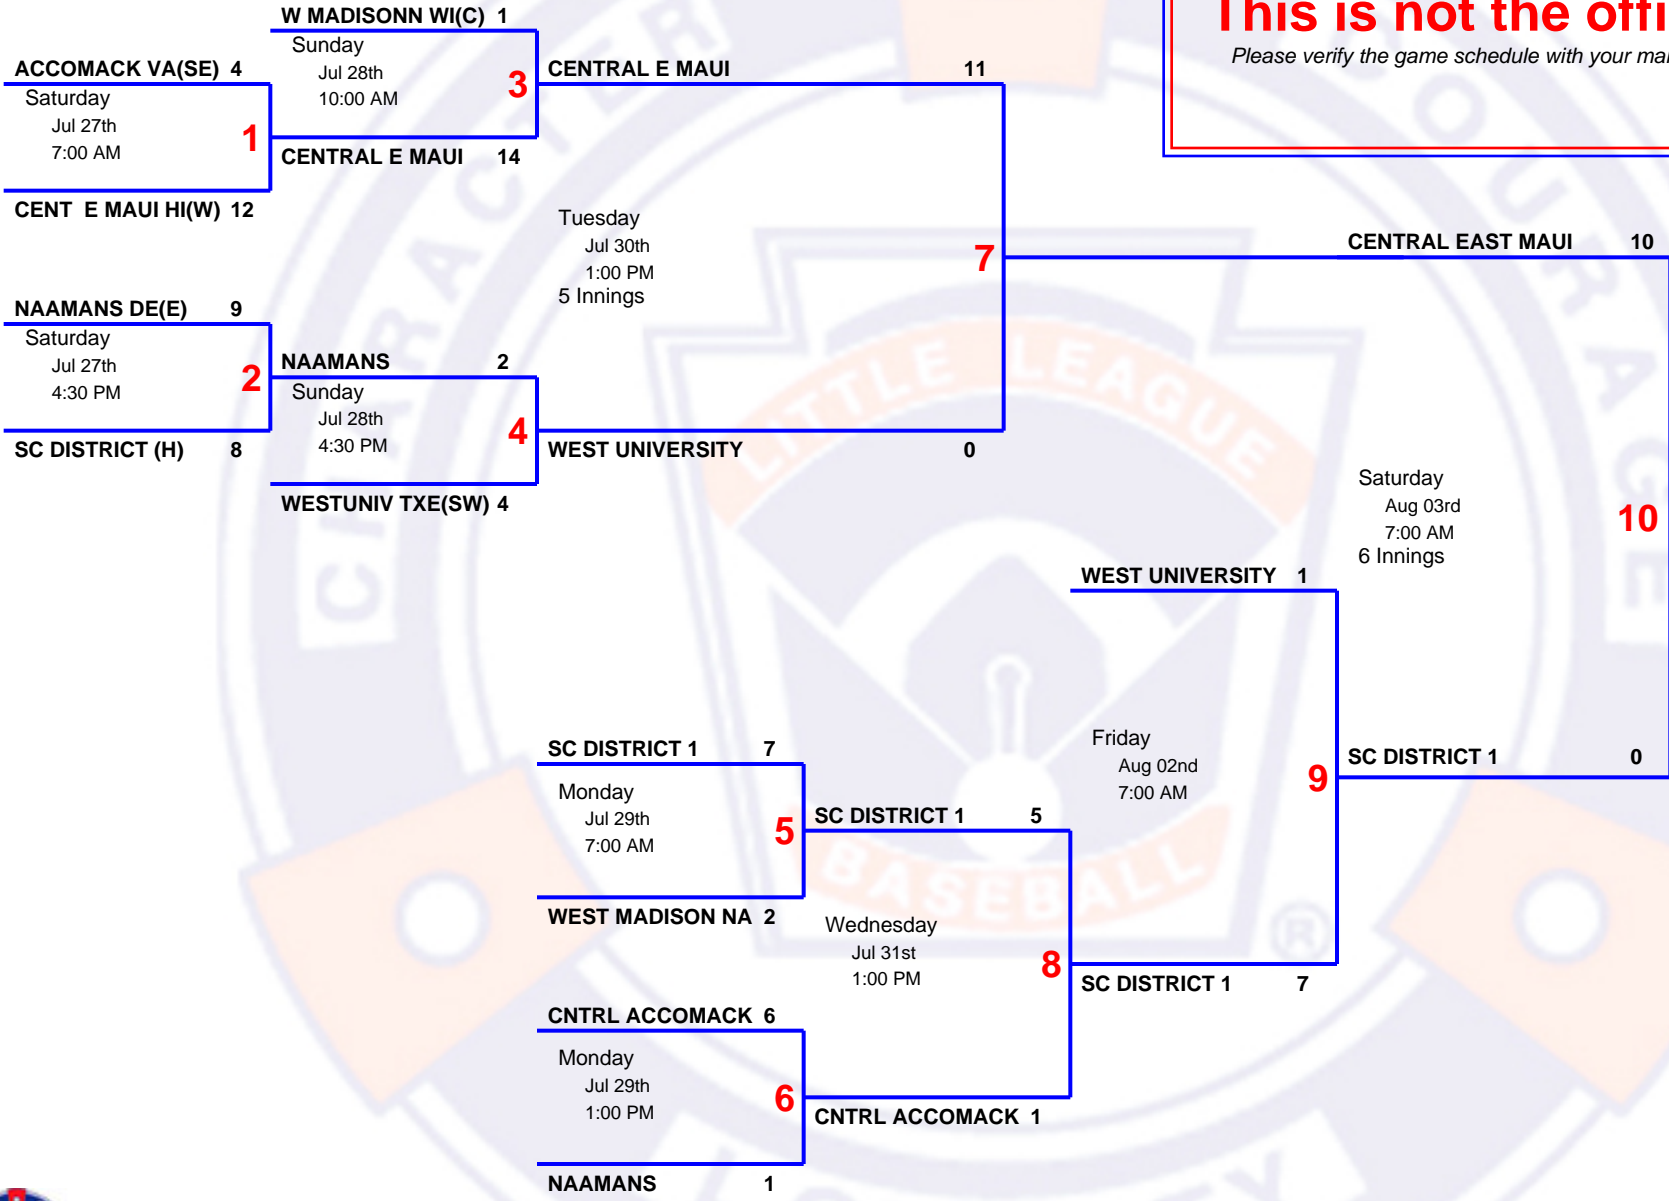 W MADISONN WI(C) 1
Sunday
Jul 28th
10:00 AM
3
ACCOMACK VA(SE) 4
Saturday
Jul 27th
7:00 AM
1
CENTRAL E MAUI 14
CENT E MAUI HI(W) 12
CENTRAL E MAUI 11
This is not the offi
Please verify the game schedule with your ma
Tuesday
Jul 30th
1:00 PM
5 Innings
7
CENTRAL EAST MAUI 10
NAAMANS DE(E) 9
Saturday
Jul 27th
4:30 PM
2
SC DISTRICT (H) 8
NAAMANS 2
Sunday
Jul 28th
4:30 PM
4
WESTUNIV TXE(SW) 4
WEST UNIVERSITY 0
Saturday
Aug 03rd
7:00 AM
6 Innings
10
WEST UNIVERSITY 1
Friday
Aug 02nd
7:00 AM
9
SC DISTRICT 1 0
SC DISTRICT 1 7
Monday
Jul 29th
7:00 AM
5
WEST MADISON NA 2
SC DISTRICT 1 5
Wednesday
Jul 31st
1:00 PM
8
SC DISTRICT 1 7
CNTRL ACCOMACK 6
Monday
Jul 29th
1:00 PM
6
CNTRL ACCOMACK 1
NAAMANS 1
CHARACTER
COURAGE
LITTLE LEAGUE
BASEBALL
®